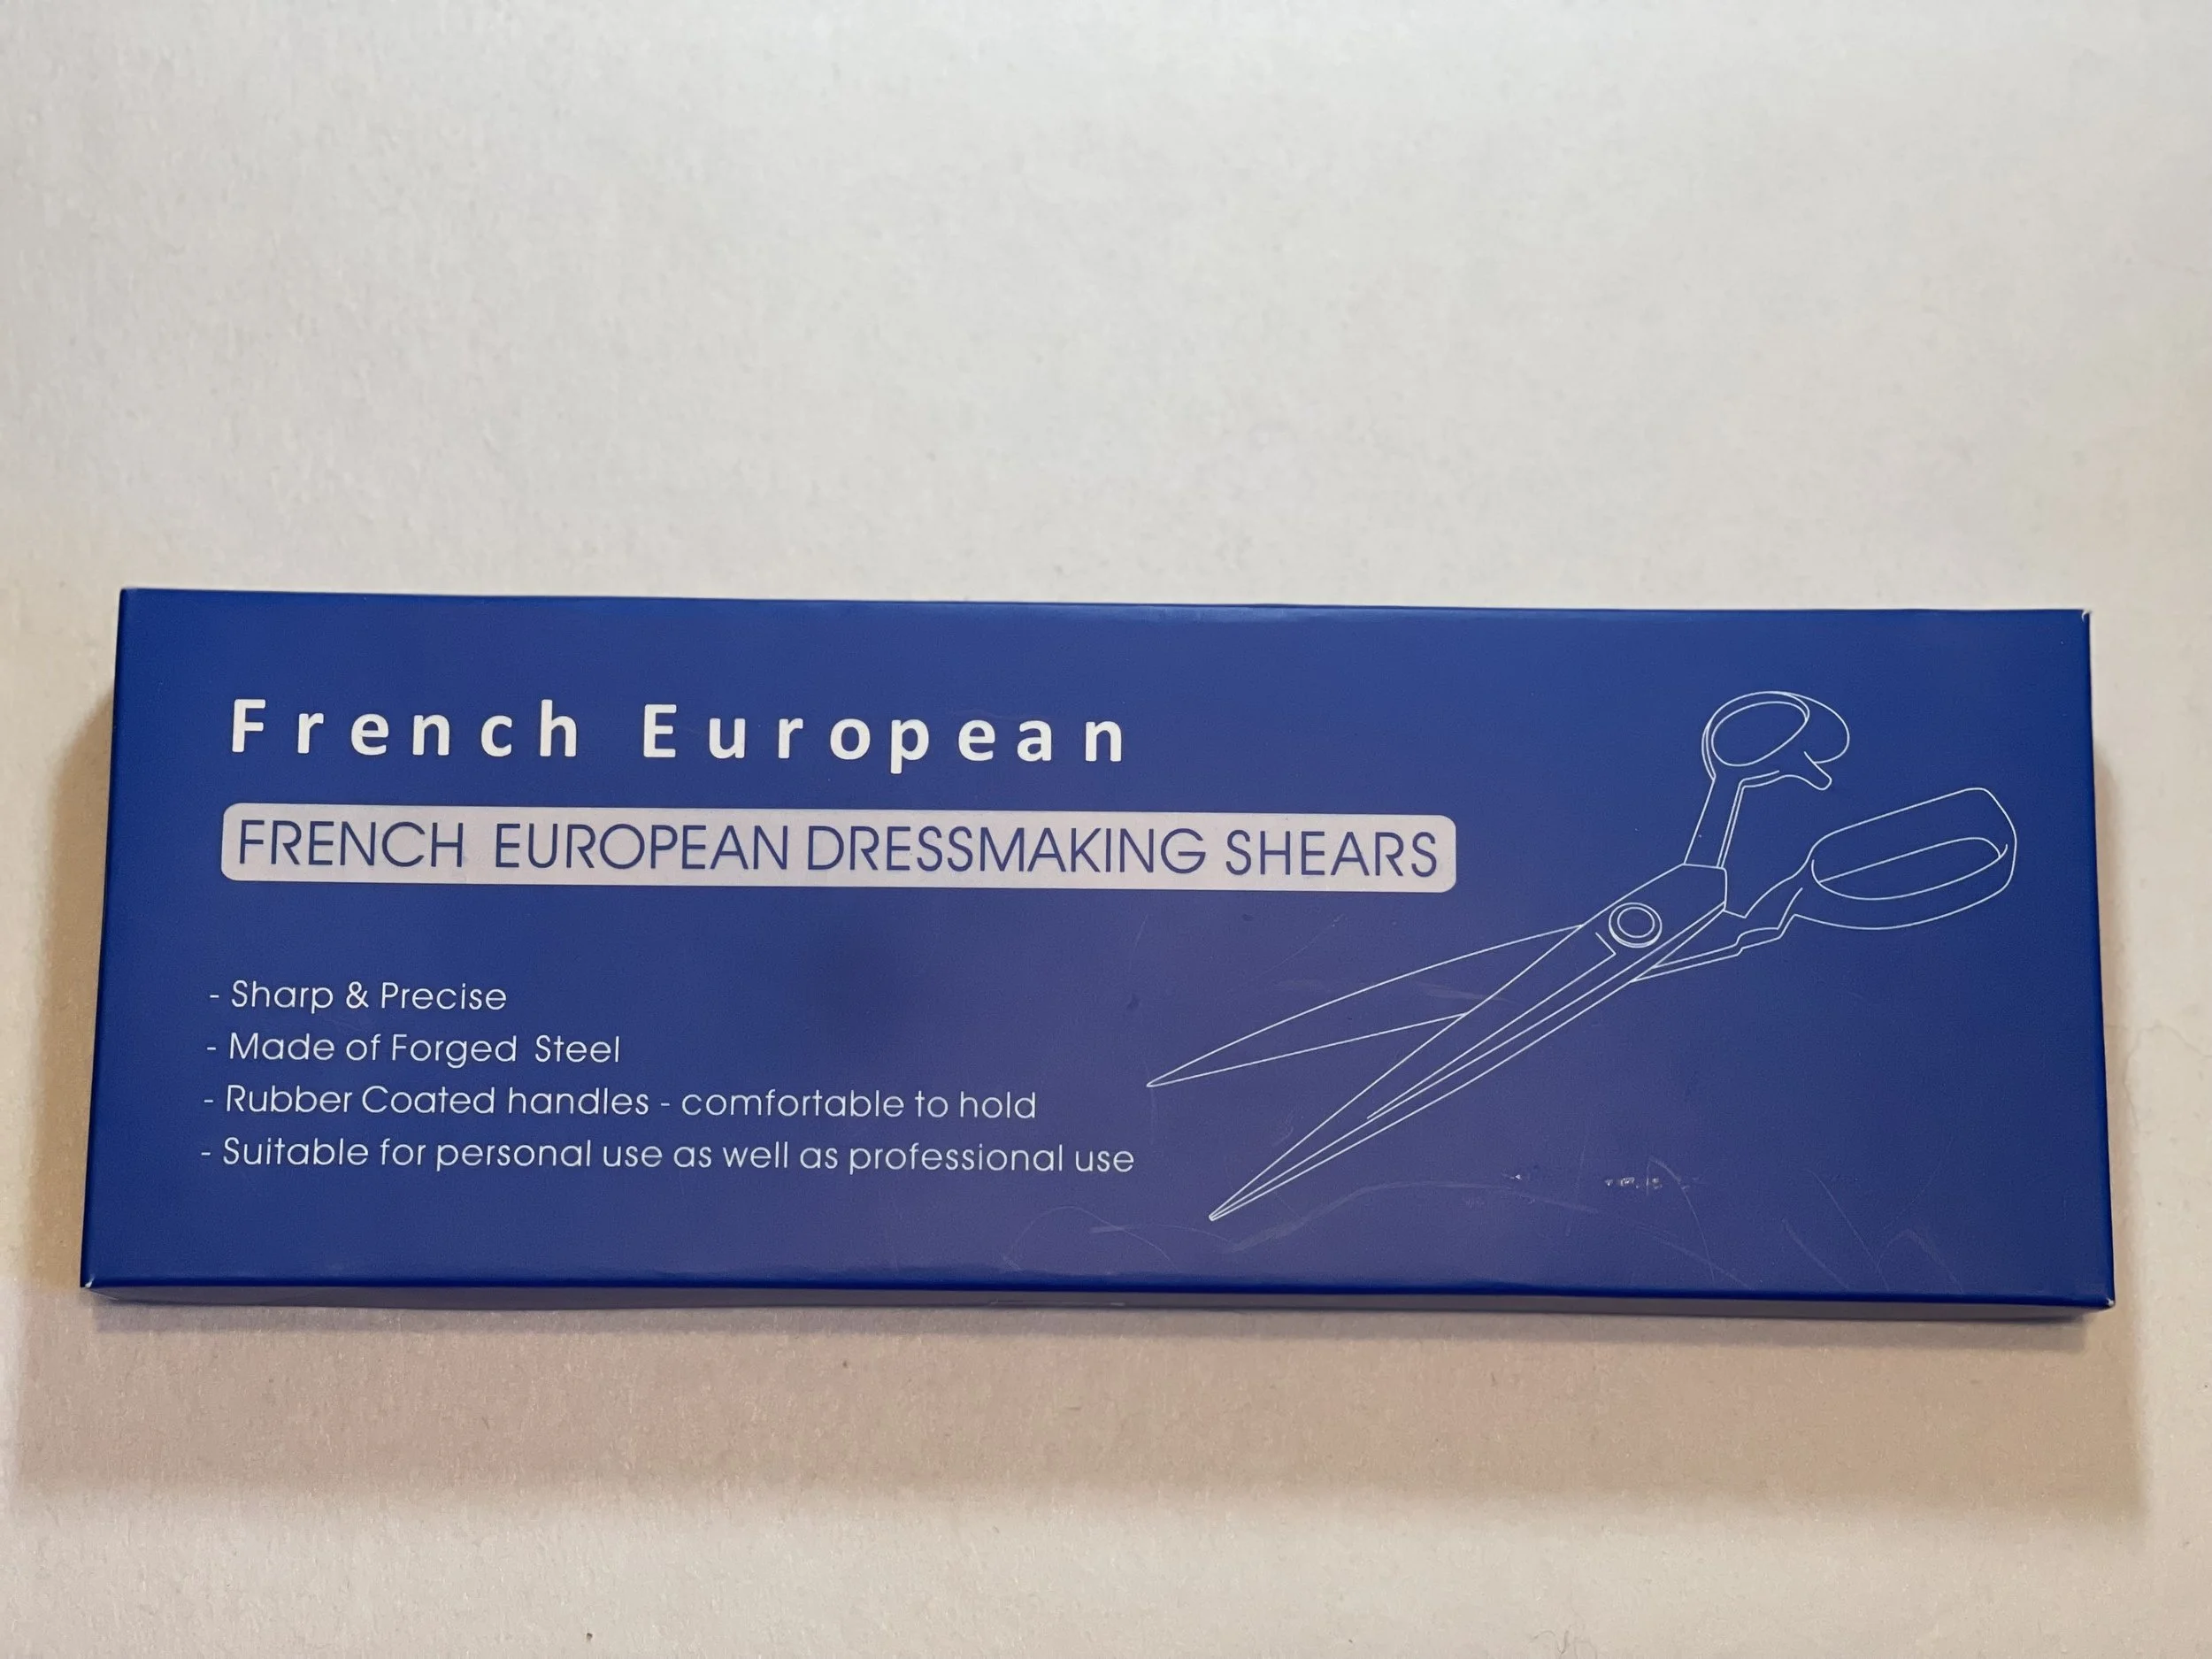 French European
FRENCH EUROPEAN DRESSMAKING SHEARS
- Sharp & Precise
- Made of Forged Steel
- Rubber Coated handles - comfortable to hold
- Suitable for personal use as well as professional use